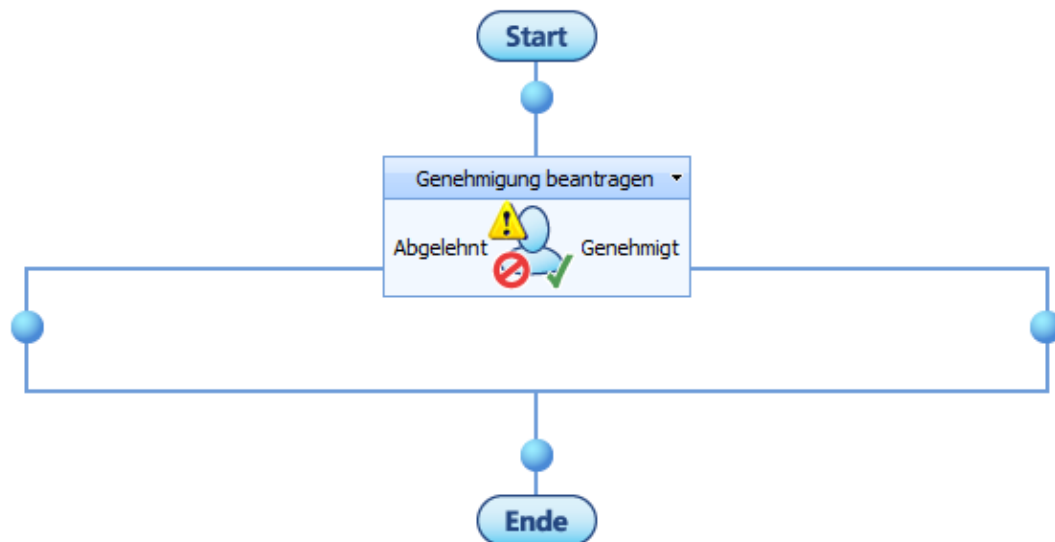 Start
Genehmigung beantragen
Abgelehnt
Genehmigt
Ende